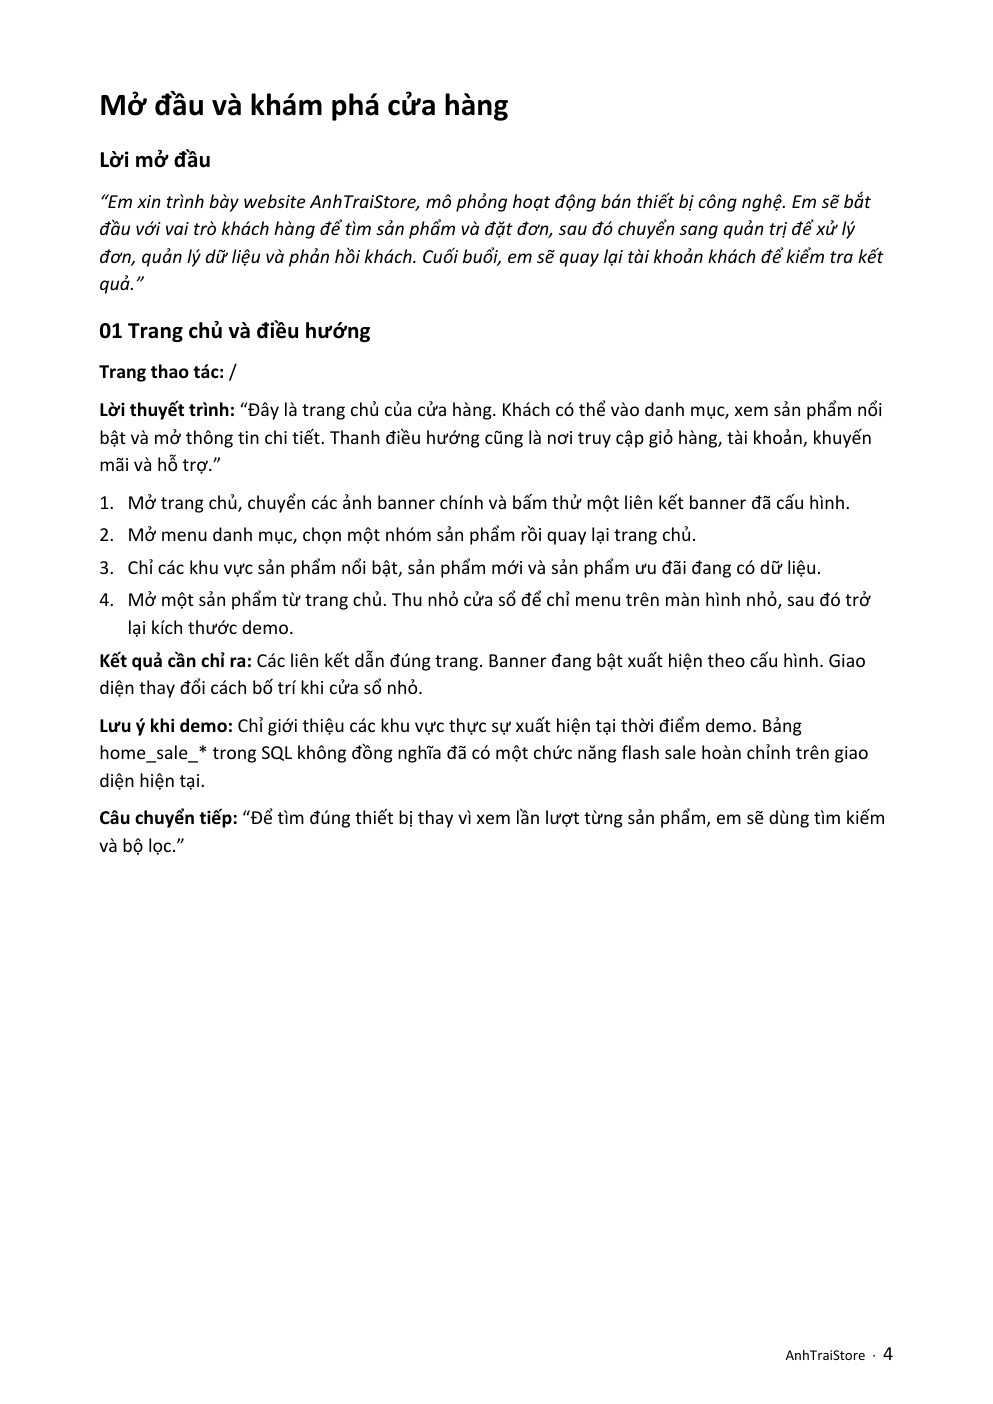 Mở đầu và khám phá cửa hàng
Lời mở đầu
“Em xin trình bày website AnhTraiStore, mô phỏng hoạt động bán thiết bị công nghệ. Em sẽ bắt
đầu với vai trò khách hàng để tìm sản phẩm và đặt đơn, sau đó chuyển sang quản trị để xử lý
đơn, quản lý dữ liệu và phản hồi khách. Cuối buổi, em sẽ quay lại tài khoản khách để kiểm tra kết
quả.”
01 Trang chủ và điều hướng
Trang thao tác: /
Lời thuyết trình: “Đây là trang chủ của cửa hàng. Khách có thể vào danh mục, xem sản phẩm nổi
bật và mở thông tin chi tiết. Thanh điều hướng cũng là nơi truy cập giỏ hàng, tài khoản, khuyến
mãi và hỗ trợ.”
1. Mở trang chủ, chuyển các ảnh banner chính và bấm thử một liên kết banner đã cấu hình.
2. Mở menu danh mục, chọn một nhóm sản phẩm rồi quay lại trang chủ.
3. Chỉ các khu vực sản phẩm nổi bật, sản phẩm mới và sản phẩm ưu đãi đang có dữ liệu.
4. Mở một sản phẩm từ trang chủ. Thu nhỏ cửa sổ để chỉ menu trên màn hình nhỏ, sau đó trở
lại kích thước demo.
Kết quả cần chỉ ra: Các liên kết dẫn đúng trang. Banner đang bật xuất hiện theo cấu hình. Giao
diện thay đổi cách bố trí khi cửa sổ nhỏ.
Lưu ý khi demo: Chỉ giới thiệu các khu vực thực sự xuất hiện tại thời điểm demo. Bảng
home_sale_* trong SQL không đồng nghĩa đã có một chức năng flash sale hoàn chỉnh trên giao
diện hiện tại.
Câu chuyển tiếp: “Để tìm đúng thiết bị thay vì xem lần lượt từng sản phẩm, em sẽ dùng tìm kiếm
và bộ lọc.”
AnhTraiStore · 4